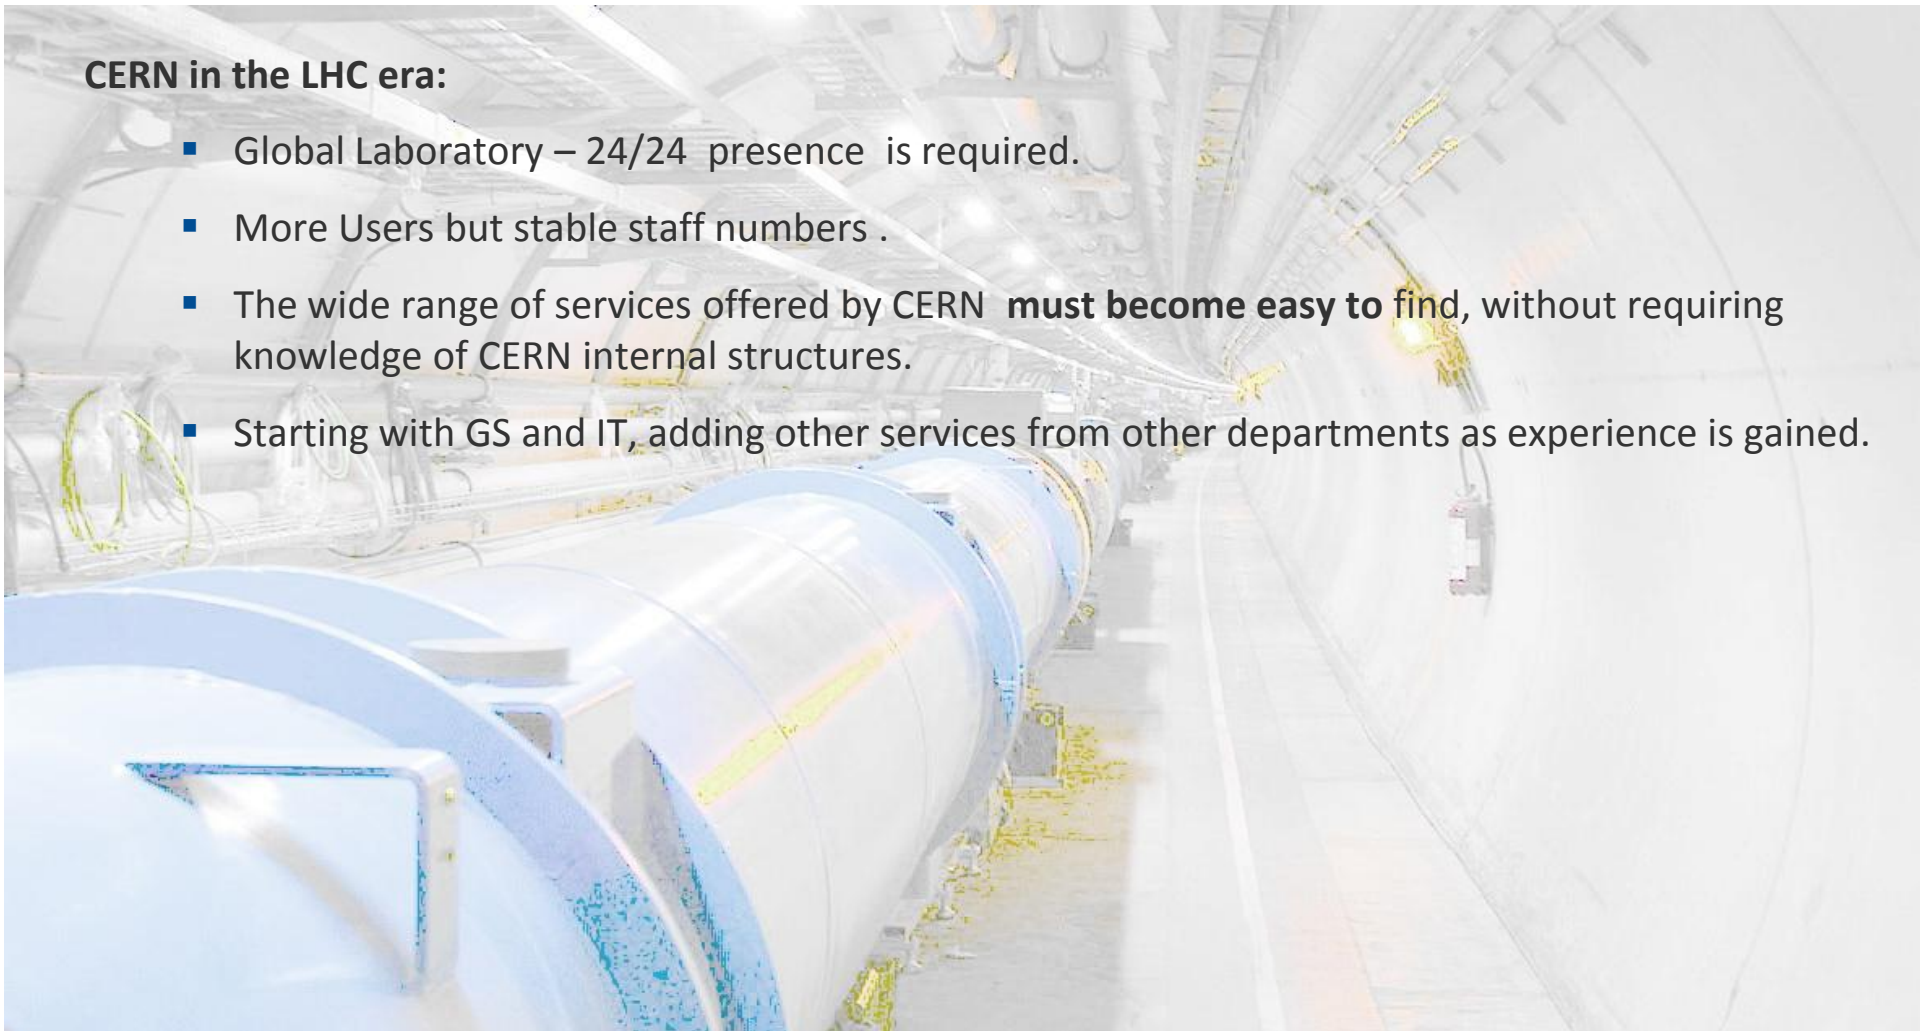 CERN in the LHC era:
▪ Global Laboratory – 24/24  presence  is required.
▪ More Users but stable staff numbers .
▪ The wide range of services offered by CERN  must become easy to find, without requiring
knowledge of CERN internal structures.
▪ Starting with GS and IT, adding other services from other departments as experience is gained.